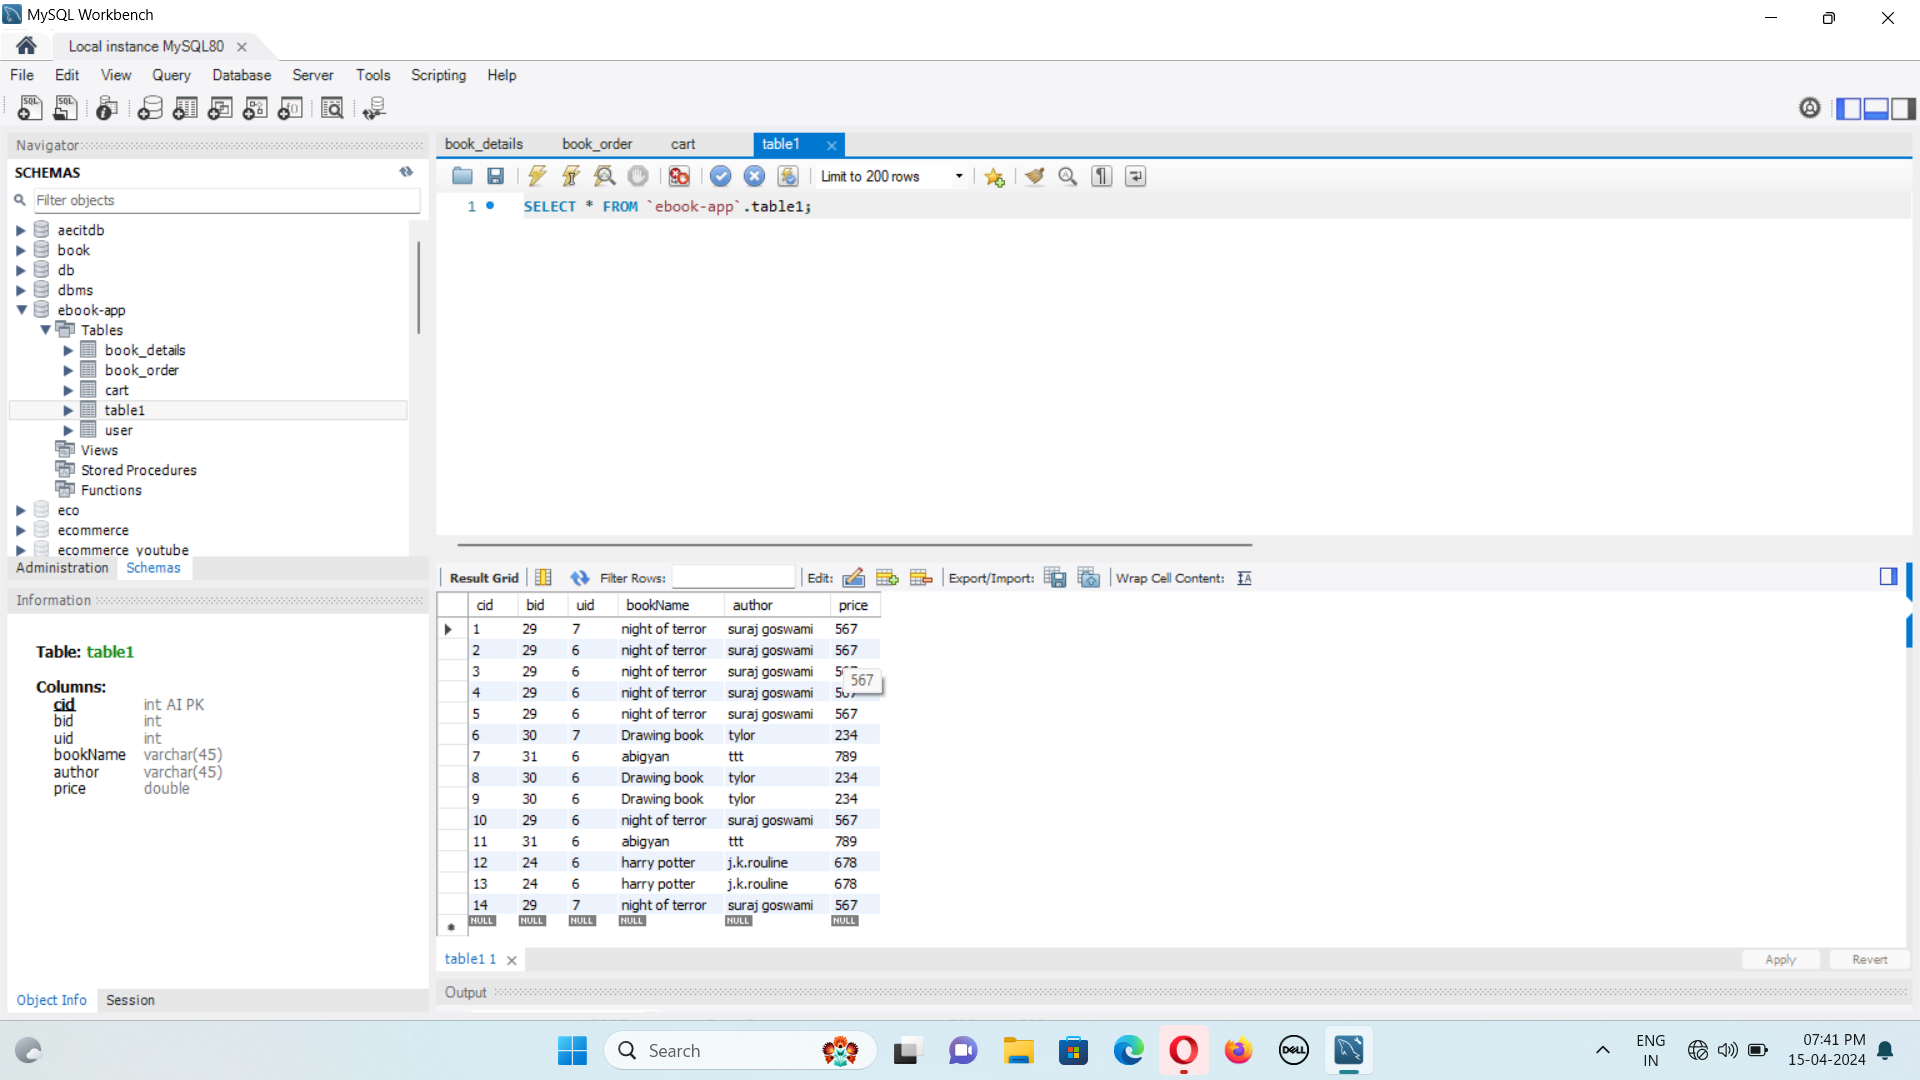 MySQL Workbench
Local instance MySQL80
File Edit View Query Database Server Tools Scripting Help
Navigator
SCHEMAS
Filter objects
aecitdb
book
db
dbms
ebook-app
Tables
book_details
book_order
cart
table1
user
Views
Stored Procedures
Functions
eco
ecommerce
ecommerce_youtube
Administration Schemas
Information
Table: table1
Columns:
cid int AI PK
bid int
uid int
bookName varchar(45)
author varchar(45)
price double
Object Info Session
book_details book_order cart table1
Limit to 200 rows
1 SELECT * FROM `ebook-app`.table1;
Result Grid Filter Rows: Edit: Export/Import: Wrap Cell Content:
cid bid uid bookName author price
1 29 7 night of terror suraj goswami 567
2 29 6 night of terror suraj goswami 567
3 29 6 night of terror suraj goswami
567
4 29 6 night of terror suraj goswami
5 29 6 night of terror suraj goswami 567
6 30 7 Drawing book tylor 234
7 31 6 abigyan ttt 789
8 30 6 Drawing book tylor 234
9 30 6 Drawing book tylor 234
10 29 6 night of terror suraj goswami 567
11 31 6 abigyan ttt 789
12 24 6 harry potter j.k.rouline 678
13 24 6 harry potter j.k.rouline 678
14 29 7 night of terror suraj goswami 567
NULL NULL NULL NULL NULL NULL
table1 1
Apply Revert
Output
Search
DELL
ENG
IN
07:41 PM
15-04-2024